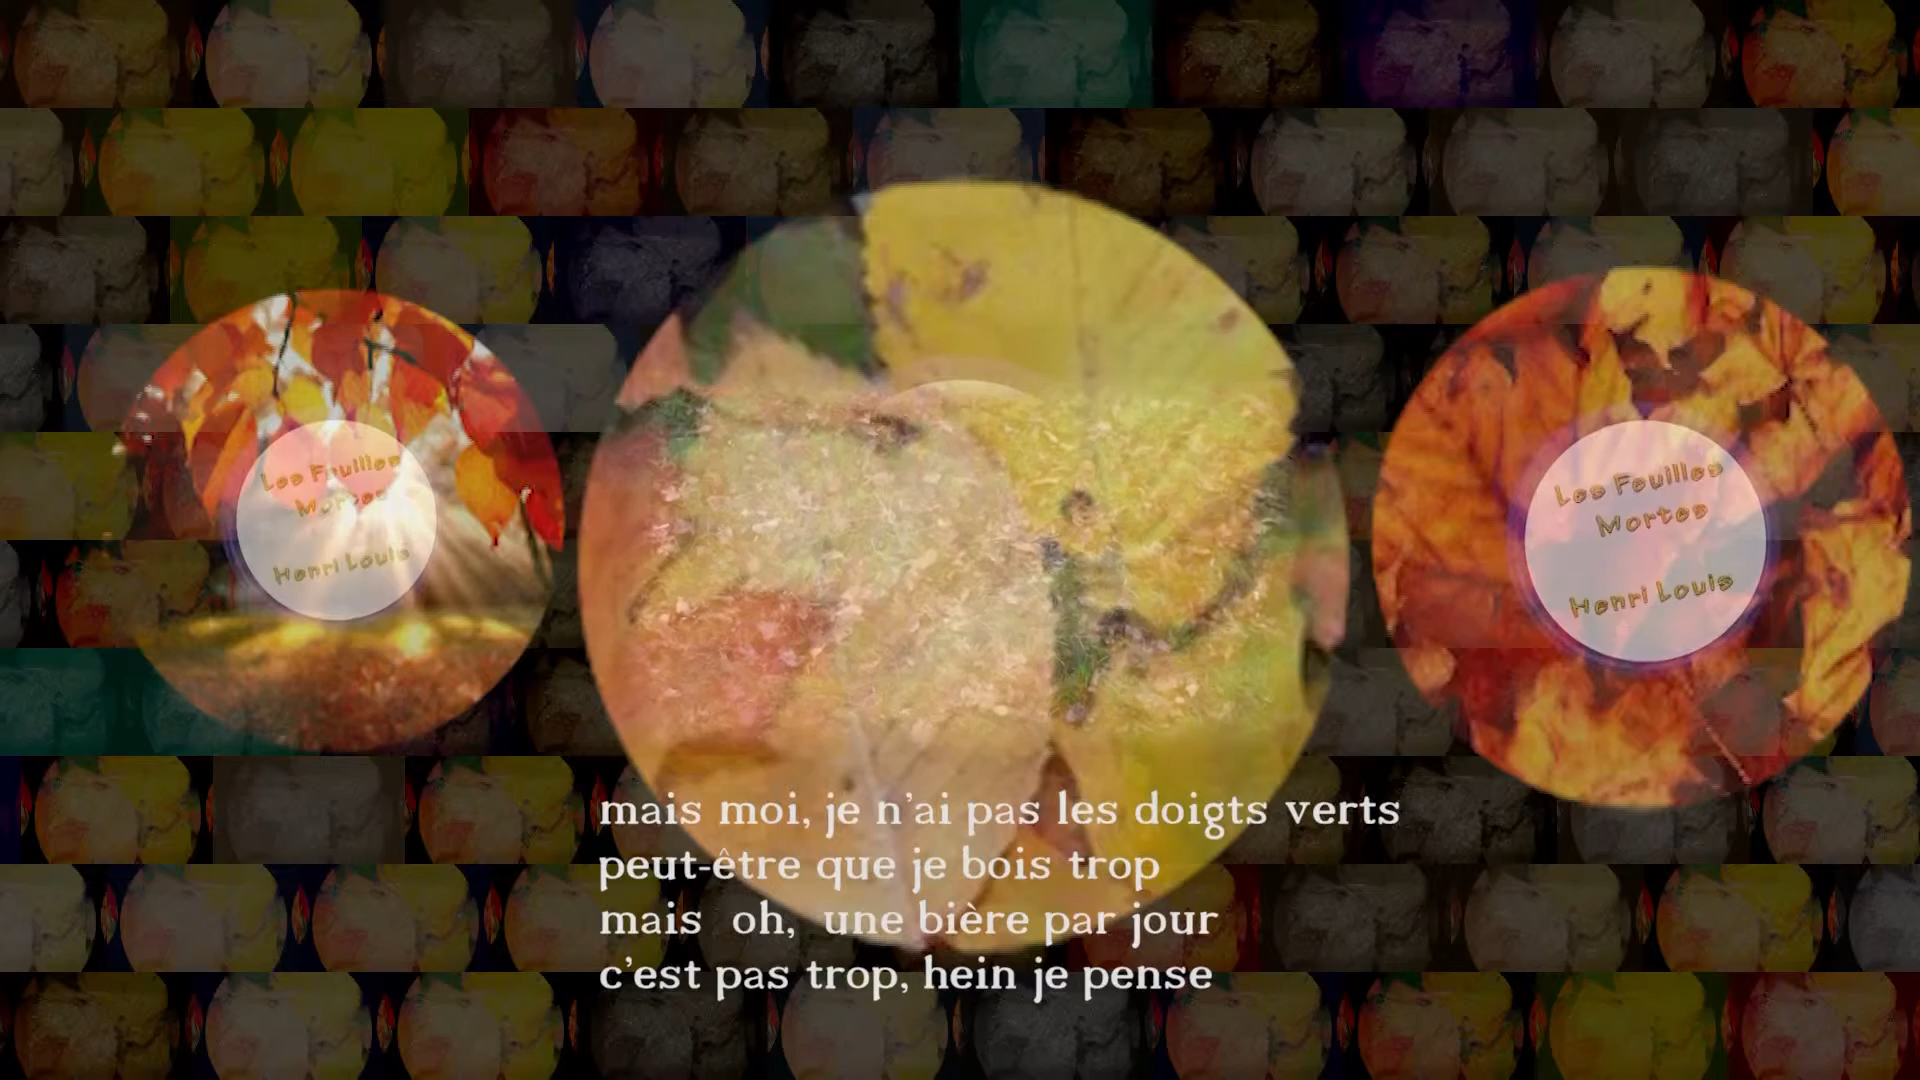 Les Feuilles
Mortes
Henri Louis
Les Feuilles
Mortes
Henri Louis
mais moi, je n'ai pas les doigts verts
peut-être que je bois trop
mais oh, une bière par jour
c'est pas trop, hein je pense